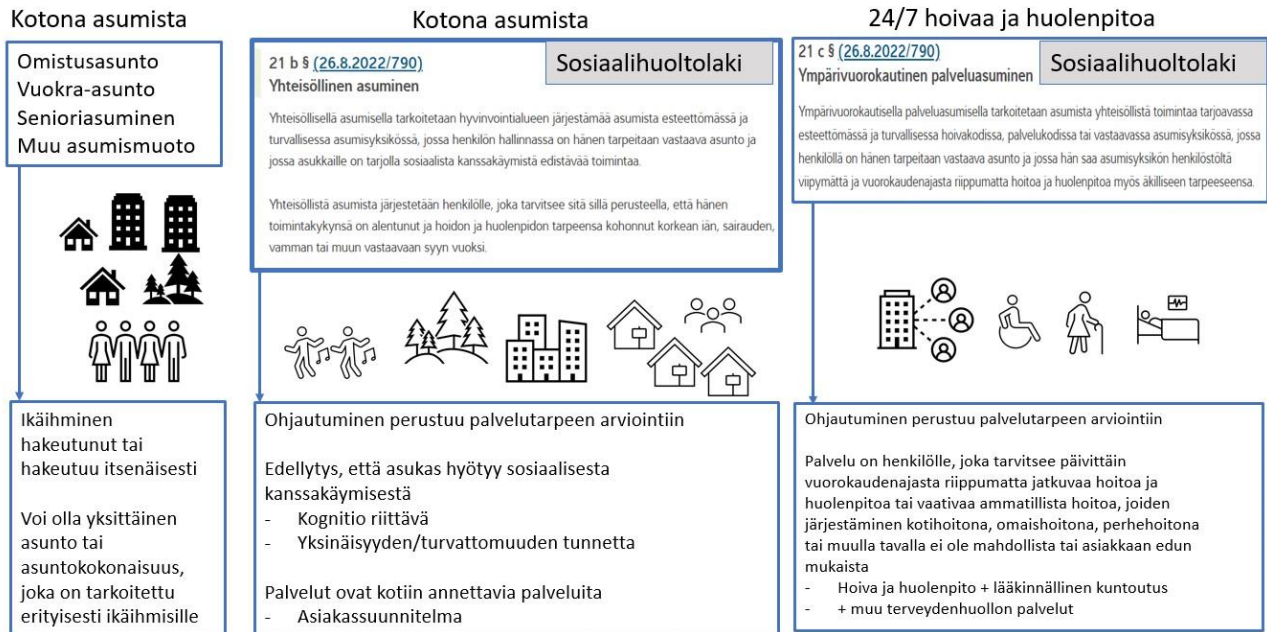 Kotona asumista
Omistusasunto
Vuokra-asunto
Senioriasuminen
Muu asumismuoto
Ikäihminen
hakeutunut tai
hakeutuu itsenäisesti
Voi olla yksittäinen
asunto tai
asuntokokonaisuus,
joka on tarkoitettu
erityisesti ikäihmisille
Kotona asumista
21 b § (26.8.2022/790)
Sosiaalihuoltolaki
Yhteisöllinen asuminen
Yhteisöllisellä asumisella tarkoitetaan hyvinvointialueen järjestämää asumista esteettömässä ja
turvallisessa asumisyksikössä, jossa henkilön hallinnassa on hänen tarpeitaan vastaava asunto ja
jossa asukkaille on tarjolla sosiaalista kanssakäymistä edistävää toimintaa.
Yhteisöllistä asumista järjestetään henkilölle, joka tarvitsee sitä sillä perusteella, että hänen
toimintakykynsä on alentunut ja hoidon ja huolenpidon tarpeensa kohonnut korkean iän, sairauden,
vamman tai muun vastaavaan syyn vuoksi.
Ohjautuminen perustuu palvelutarpeen arviointiin
Edellytys, että asukas hyötyy sosiaalisesta
kanssakäymisestä
- Kognitio riittävä
- Yksinäisyyden/turvattomuuden tunnetta
Palvelut ovat kotiin annettavia palveluita
- Asiakassuunnitelma
24/7 hoivaa ja huolenpitoa
21 c § (26.8.2022/790)
Sosiaalihuoltolaki
Ympärivuorokautinen palveluasuminen
Ympärivuorokautisella palveluasumisella tarkoitetaan asumista yhteisöllistä toimintaa tarjoavassa
esteettömässä ja turvallisessa hoivakodissa, palvelukodissa tai vastaavassa asumisyksikössä, jossa
henkilöllä on hänen tarpeitaan vastaava asunto ja jossa hän saa asumisyksikön henkilöstöltä
viipymättä ja vuorokaudenajasta riippumatta hoitoa ja huolenpitoa myös äkilliseen tarpeeseensa.
Ohjautuminen perustuu palvelutarpeen arviointiin
Palvelu on henkilölle, joka tarvitsee päivittäin
vuorokaudenajasta riippumatta jatkuvaa hoitoa ja
huolenpitoa tai vaativaa ammatillista hoitoa, joiden
järjestäminen kotihoitona, omaishoitona, perhehoitona
tai muulla tavalla ei ole mahdollista tai asiakkaan edun
mukaista
- Hoiva ja huolenpito + lääkinnällinen kuntoutus
- + muu terveydenhuollon palvelut